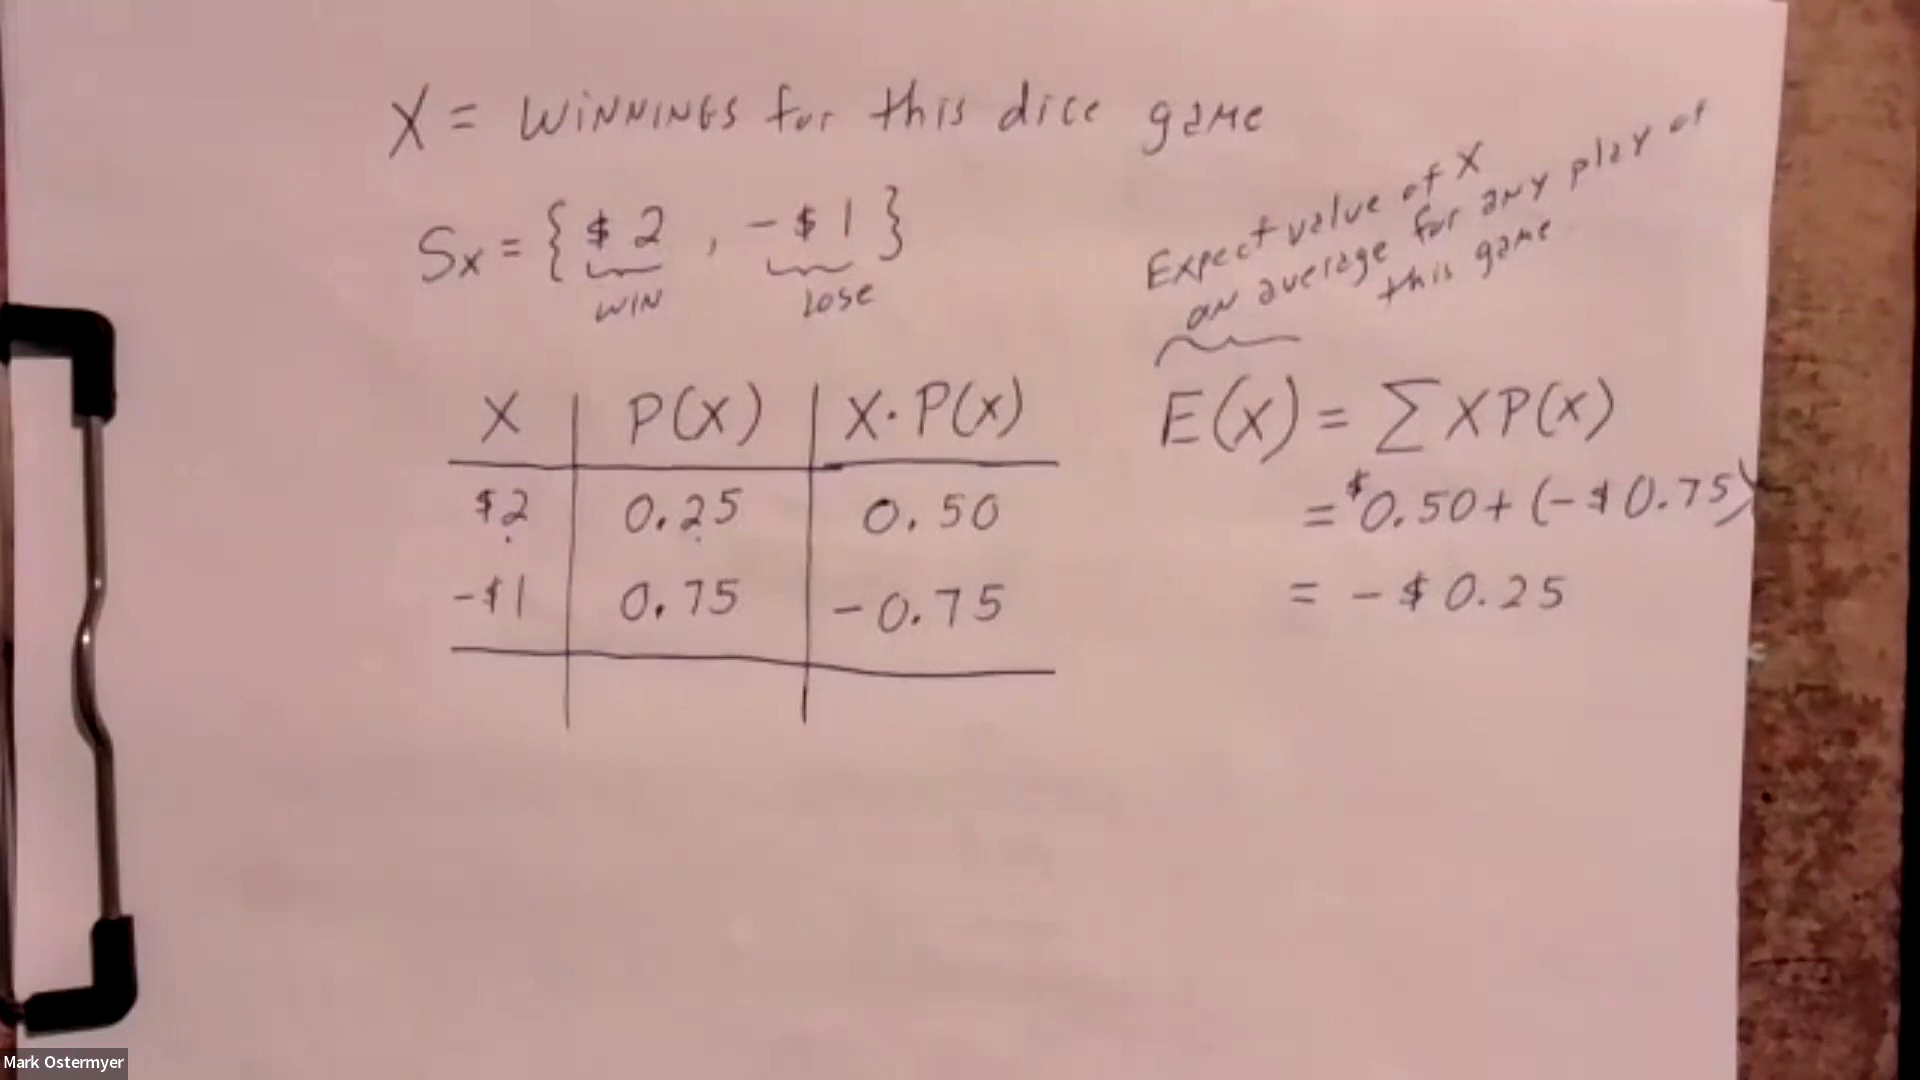 X = WINNINGS for this dice game
Sx = { $2 , -$1 }
WIN lose
Expect value of X
on average for any play of
this game
X P(X) X·P(X)
$2 0.25 0.50
-$1 0.75 -0.75
E(X) = ∑ X P(X)
= $0.50 + (-$0.75)
= -$0.25
Mark Ostermyer